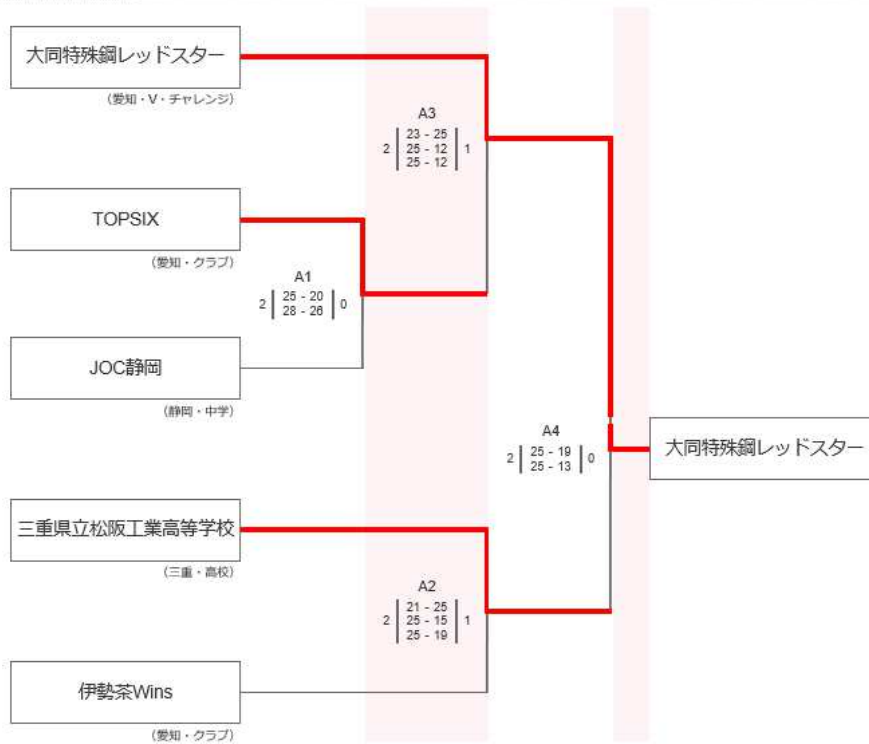 大同特殊鋼レッドスター
(愛知・V・チャレンジ)
A3
2 23 - 25 1
25 - 12
25 - 12
TOPSIX
(愛知・クラブ)
A1
2 25 - 20 0
28 - 26
JOC静岡
(静岡・中学)
A4
2 25 - 19 0
25 - 13
大同特殊鋼レッドスター
三重県立松阪工業高等学校
(三重・高校)
A2
2 21 - 25 1
25 - 15
25 - 19
伊勢茶Wins
(愛知・クラブ)